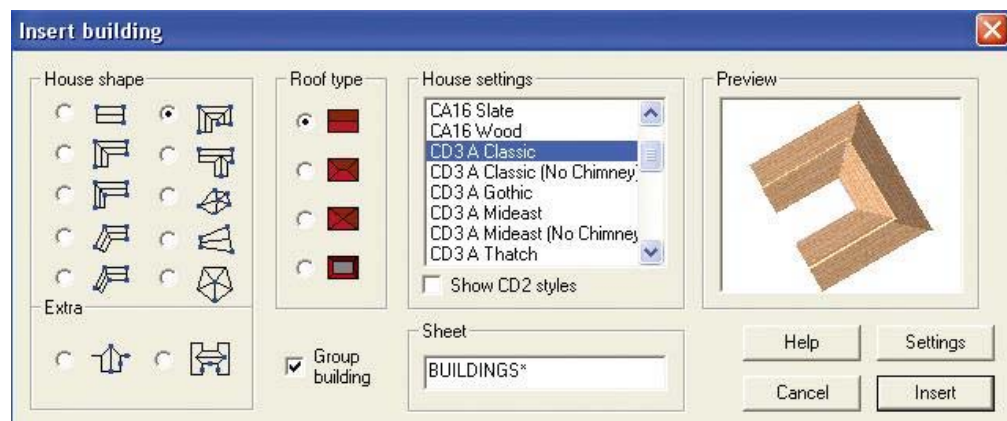 Insert building
House shape
Extra
Roof type
Group
building
House settings
CA16 Slate
CA16 Wood
CD3 A Classic
CD3 A Classic (No Chimney)
CD3 A Gothic
CD3 A Mideast
CD3 A Mideast (No Chimney
CD3 A Thatch
Show CD2 styles
Sheet
BUILDINGS*
Preview
Help
Settings
Cancel
Insert